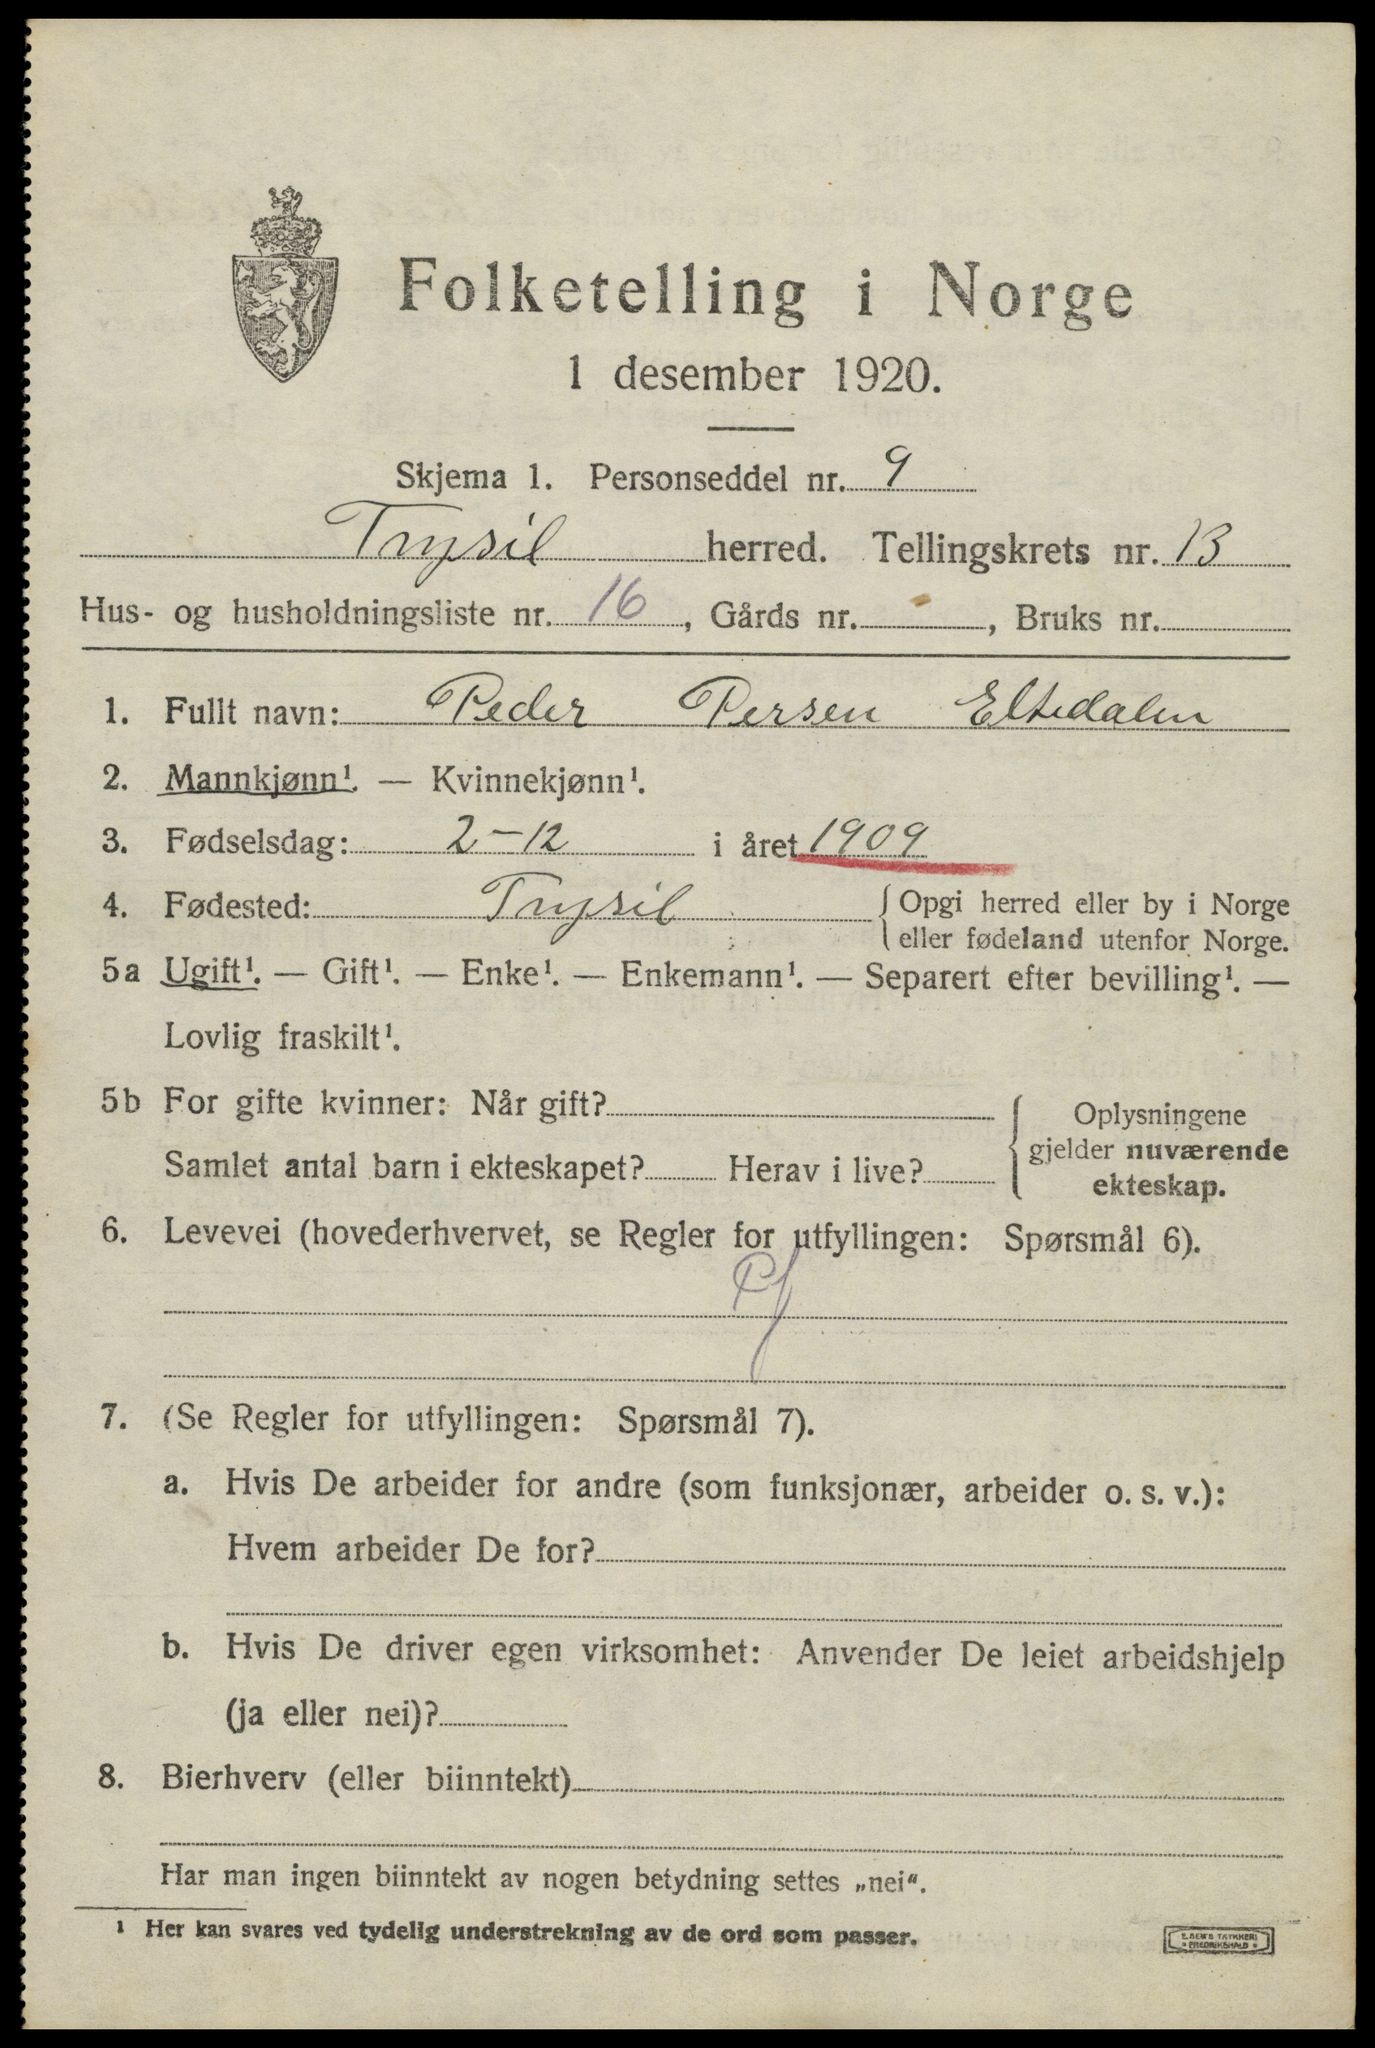 Folketelling i Norge
1 desember 1920.
Skjema 1. Personseddel nr. 9
Trysil herred. Tellingskrets nr. 13
Hus- og husholdningsliste nr. 16, Gårds nr. , Bruks nr.
1. Fullt navn: Peder Persen Eltedalen
2. Mannkjønn¹. — Kvinnekjønn¹.
3. Fødselsdag: 2-12 i året 1909
4. Fødested: Trysil { Opgi herred eller by i Norge
eller fødeland utenfor Norge.
5a Ugift¹. — Gift¹. — Enke¹. — Enkemann¹. — Separert efter bevilling¹. —
Lovlig fraskilt¹.
5b For gifte kvinner: Når gift?
Samlet antal barn i ekteskapet? Herav i live?
{ Oplysningene
gjelder nuværende
ekteskap.
6. Levevei (hovederhvervet, se Regler for utfyllingen: Spørsmål 6).
7. (Se Regler for utfyllingen: Spørsmål 7).
a. Hvis De arbeider for andre (som funksjonær, arbeider o. s. v.):
Hvem arbeider De for?
b. Hvis De driver egen virksomhet: Anvender De leiet arbeidshjelp
(ja eller nei)?
8. Bierhverv (eller biinntekt)
Har man ingen biinntekt av nogen betydning settes „nei".
¹ Her kan svares ved tydelig understrekning av de ord som passer.